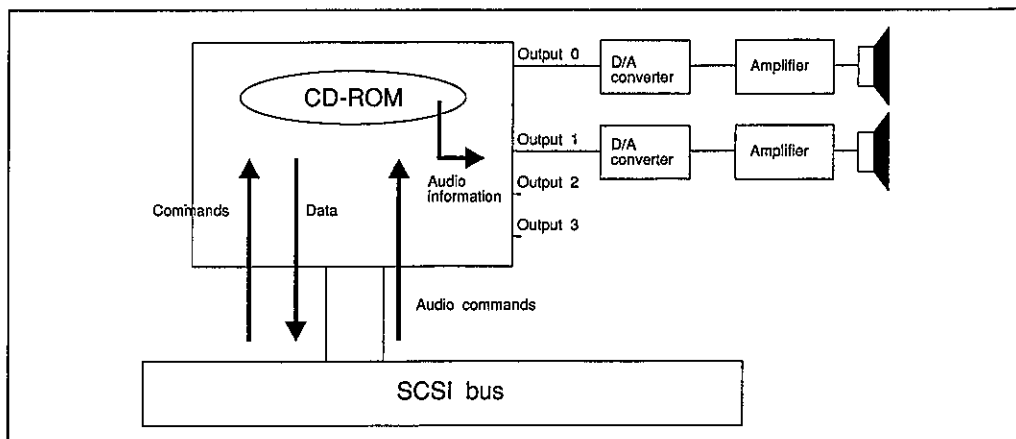 Output 0
D/A
converter
Amplifier
CD-ROM
Output 1
D/A
converter
Amplifier
Audio
information
Output 2
Commands
Data
Output 3
Audio commands
SCSI bus